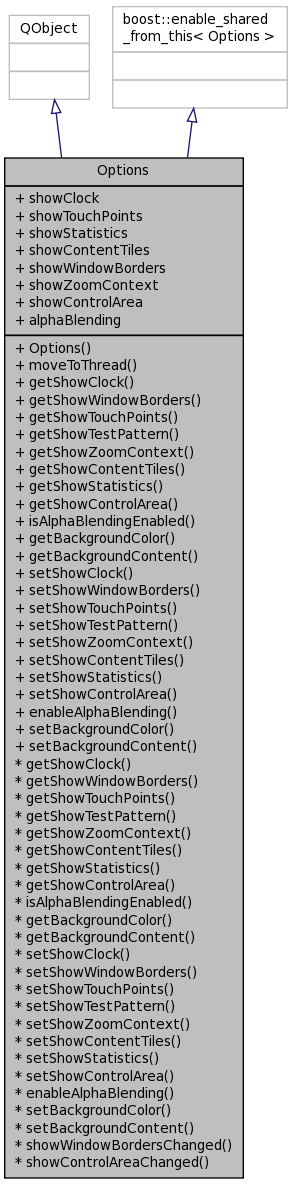 QObject
boost::enable_shared
_from_this< Options >
Options
+ showClock
+ showTouchPoints
+ showStatistics
+ showContentTiles
+ showWindowBorders
+ showZoomContext
+ showControlArea
+ alphaBlending
+ Options()
+ moveToThread()
+ getShowClock()
+ getShowWindowBorders()
+ getShowTouchPoints()
+ getShowTestPattern()
+ getShowZoomContext()
+ getShowContentTiles()
+ getShowStatistics()
+ getShowControlArea()
+ isAlphaBlendingEnabled()
+ getBackgroundColor()
+ getBackgroundContent()
+ setShowClock()
+ setShowWindowBorders()
+ setShowTouchPoints()
+ setShowTestPattern()
+ setShowZoomContext()
+ setShowContentTiles()
+ setShowStatistics()
+ setShowControlArea()
+ enableAlphaBlending()
+ setBackgroundColor()
+ setBackgroundContent()
* getShowClock()
* getShowWindowBorders()
* getShowTouchPoints()
* getShowTestPattern()
* getShowZoomContext()
* getShowContentTiles()
* getShowStatistics()
* getShowControlArea()
* isAlphaBlendingEnabled()
* getBackgroundColor()
* getBackgroundContent()
* setShowClock()
* setShowWindowBorders()
* setShowTouchPoints()
* setShowTestPattern()
* setShowZoomContext()
* setShowContentTiles()
* setShowStatistics()
* setShowControlArea()
* enableAlphaBlending()
* setBackgroundColor()
* setBackgroundContent()
* showWindowBordersChanged()
* showControlAreaChanged()